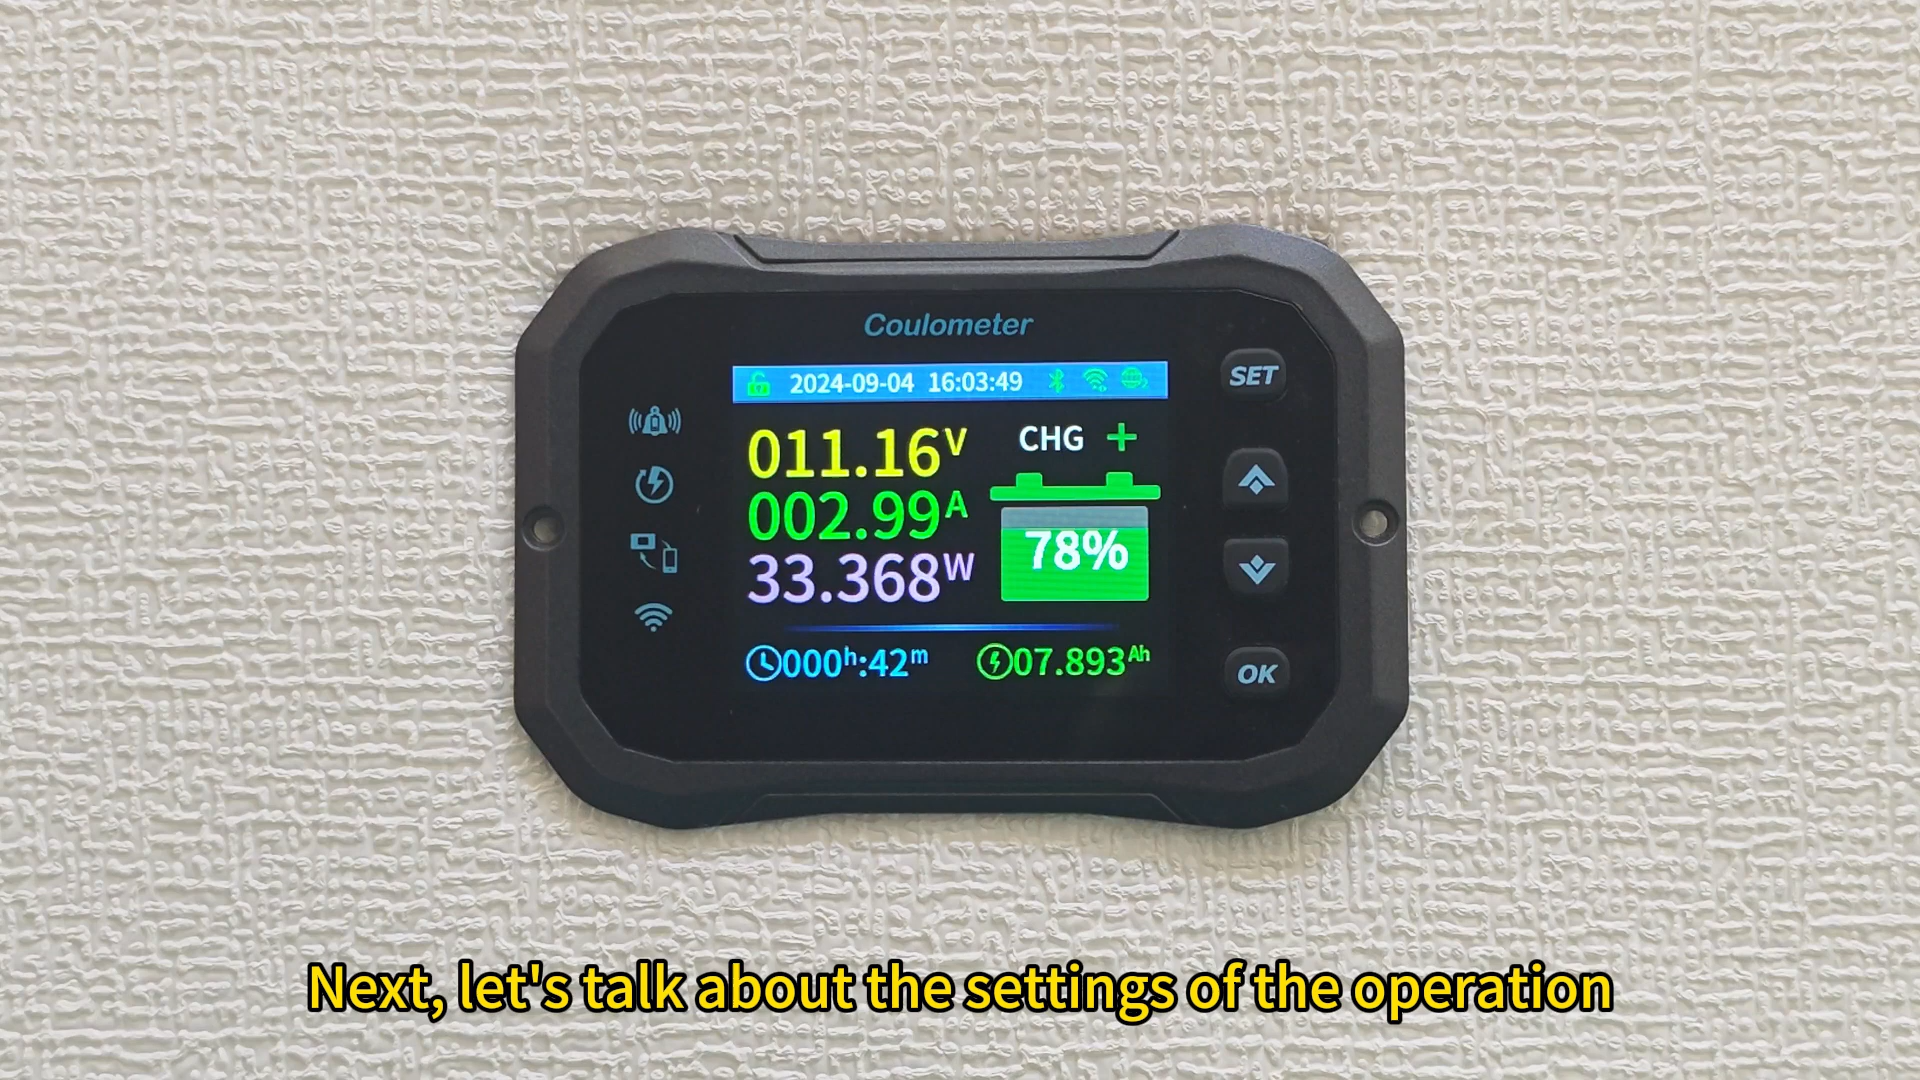 Coulometer
2024-09-04 16:03:49
SET
011.16V
CHG +
002.99A
78%
33.368W
000h:42m
07.893Ah
OK
Next, let's talk about the settings of the operation